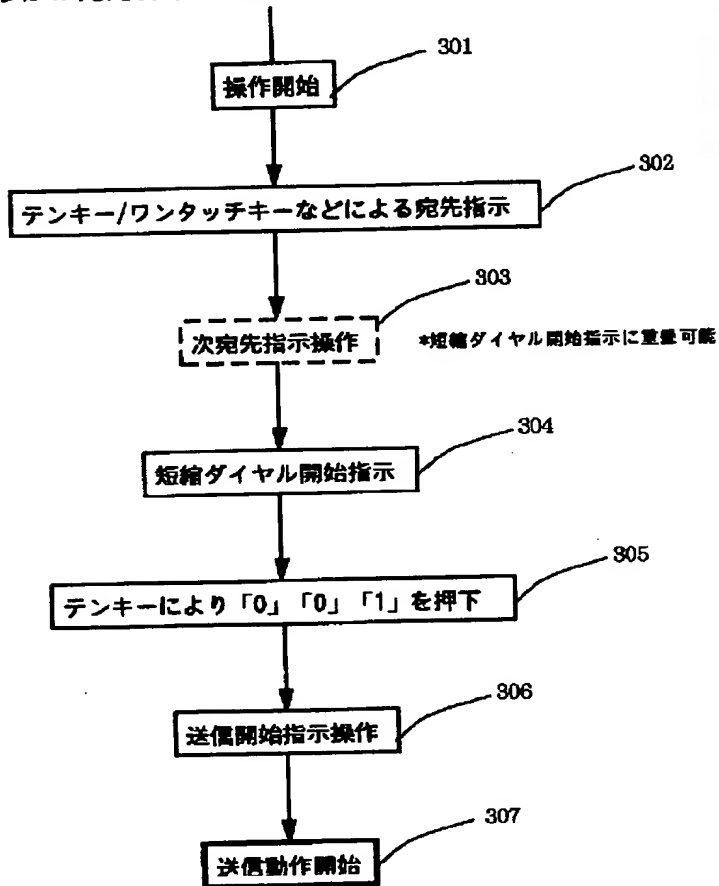 301
操作開始
302
テンキー/ワンタッチキーなどによる宛先指示
303
次宛先指示操作
*短縮ダイヤル開始指示に重畳可能
304
短縮ダイヤル開始指示
305
テンキーにより「0」「0」「1」を押下
306
送信開始指示操作
307
送信動作開始